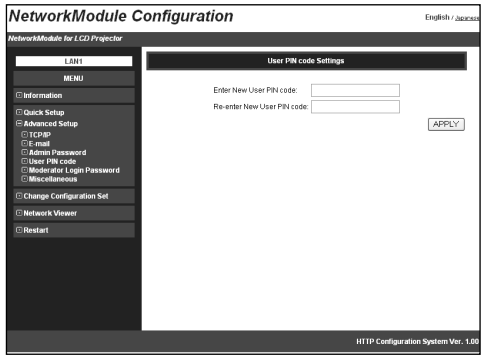 NetworkModule Configuration
English / Japanese
NetworkModule for LCD Projector
LAN1
MENU
Information
Quick Setup
Advanced Setup
TCP/IP
E-mail
Admin Password
User PIN code
Moderator Login Password
Miscellaneous
Change Configuration Set
Network Viewer
Restart
User PIN code Settings
Enter New User PIN code:
Re-enter New User PIN code:
APPLY
HTTP Configuration System Ver. 1.00